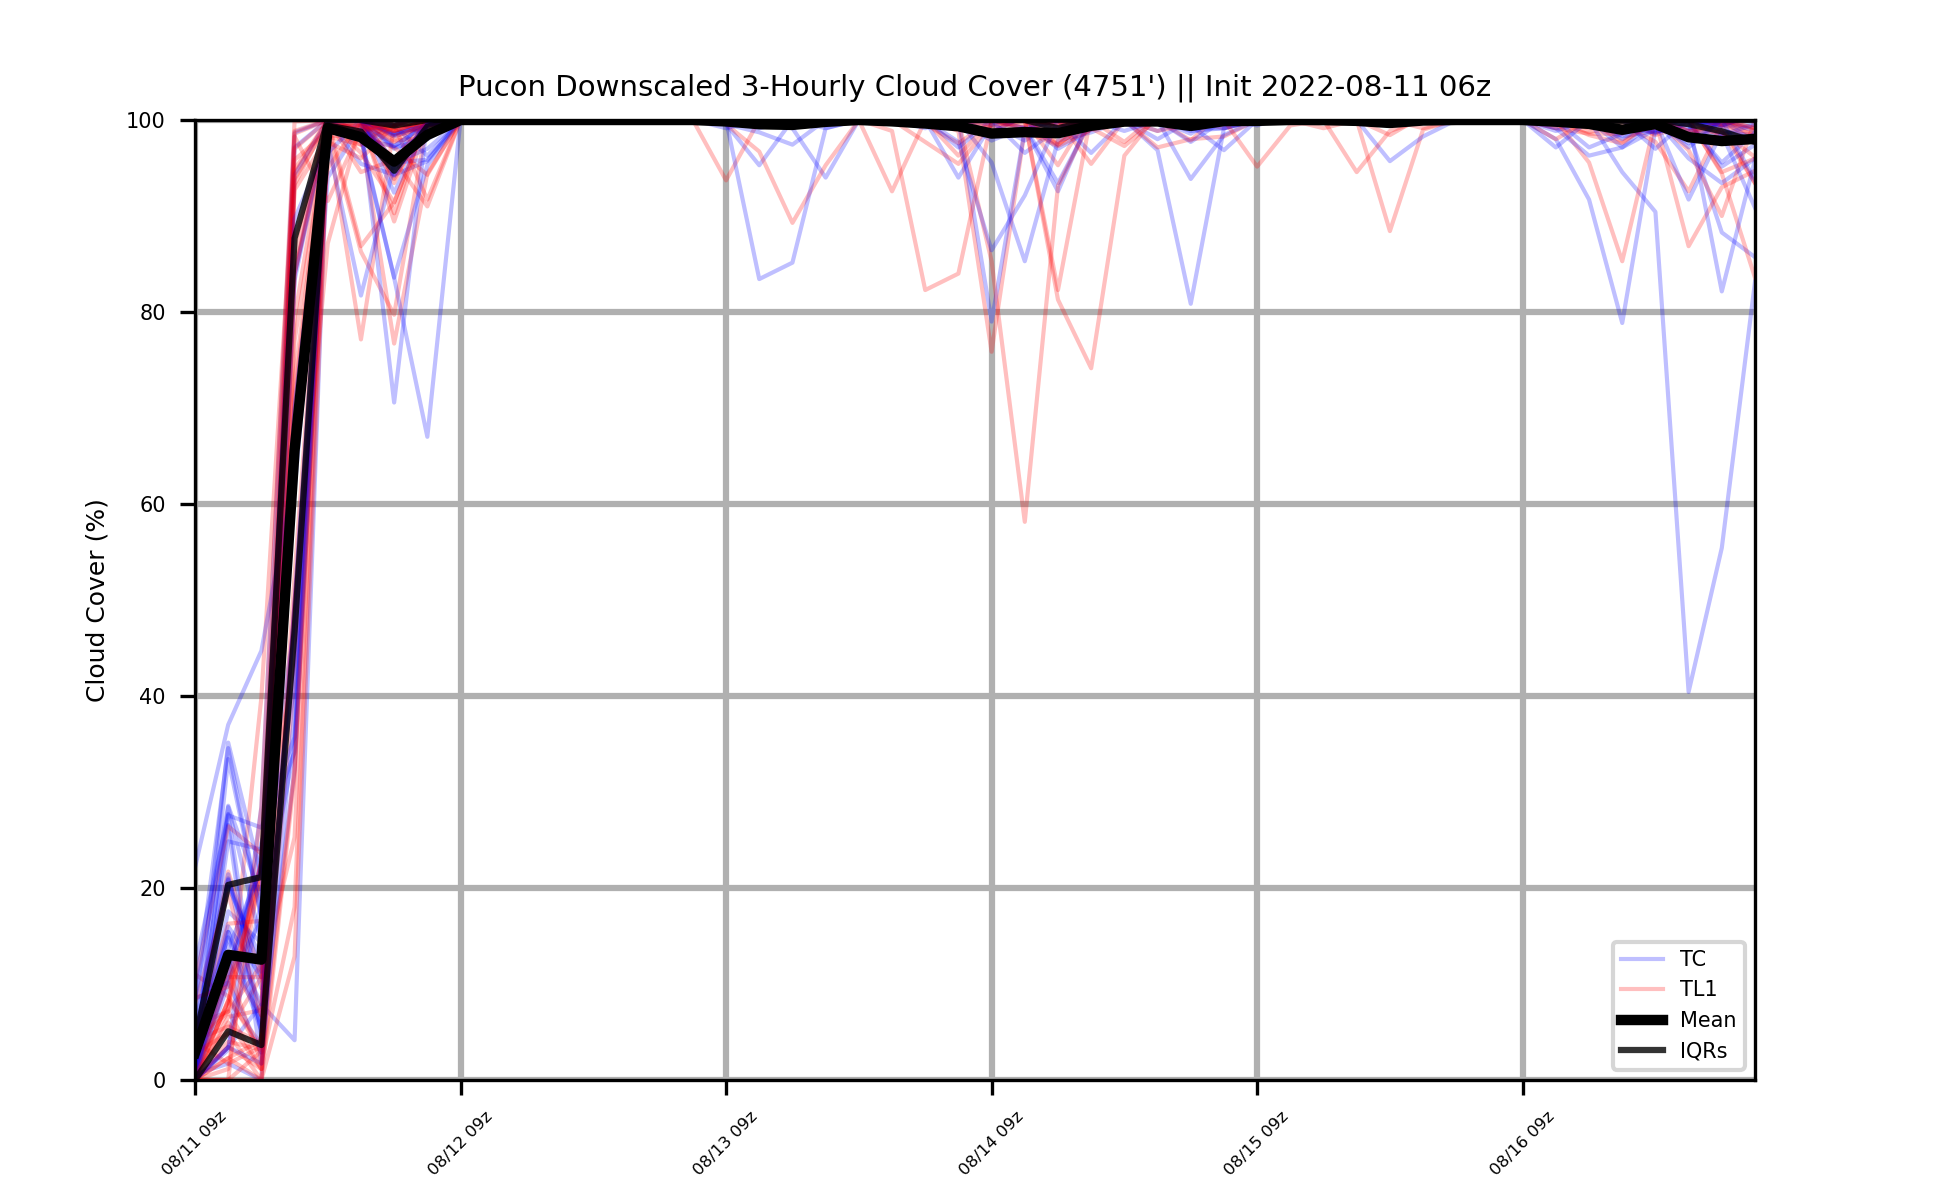 Pucon Downscaled 3-Hourly Cloud Cover (4751') || Init 2022-08-11 06z
Cloud Cover (%)
100
80
60
40
20
0
08/11 09z
08/12 09z
08/13 09z
08/14 09z
08/15 09z
08/16 09z
TC
TL1
Mean
IQRs